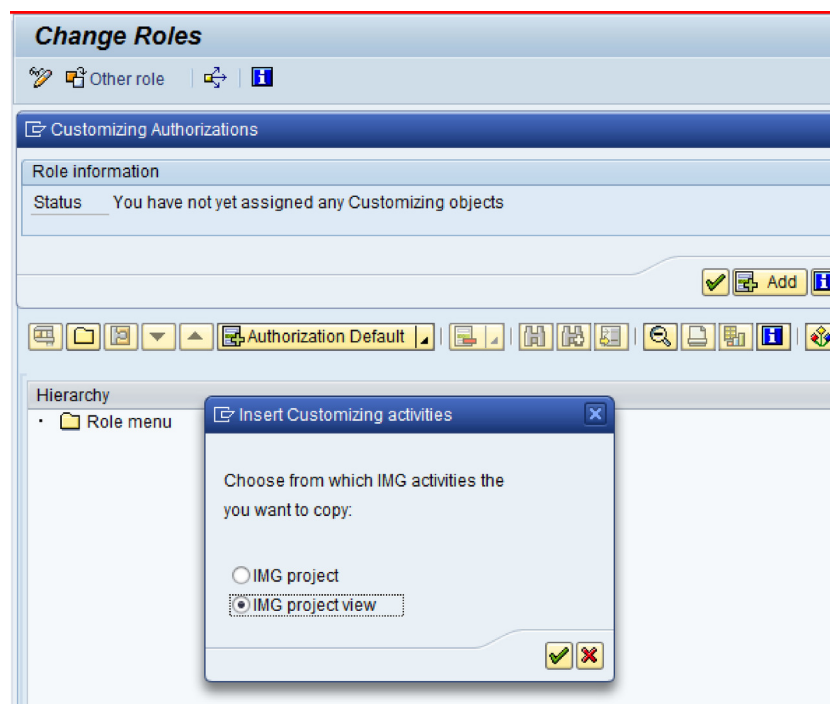 Change Roles
Other role
Customizing Authorizations
Role information
Status You have not yet assigned any Customizing objects
Add
Authorization Default
Hierarchy
Role menu
Insert Customizing activities
Choose from which IMG activities the
you want to copy:
IMG project
IMG project view